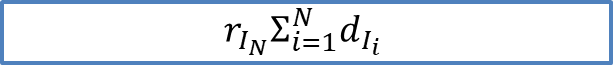 r_{I_N} Σ_{i=1}^{N} d_{I_i}